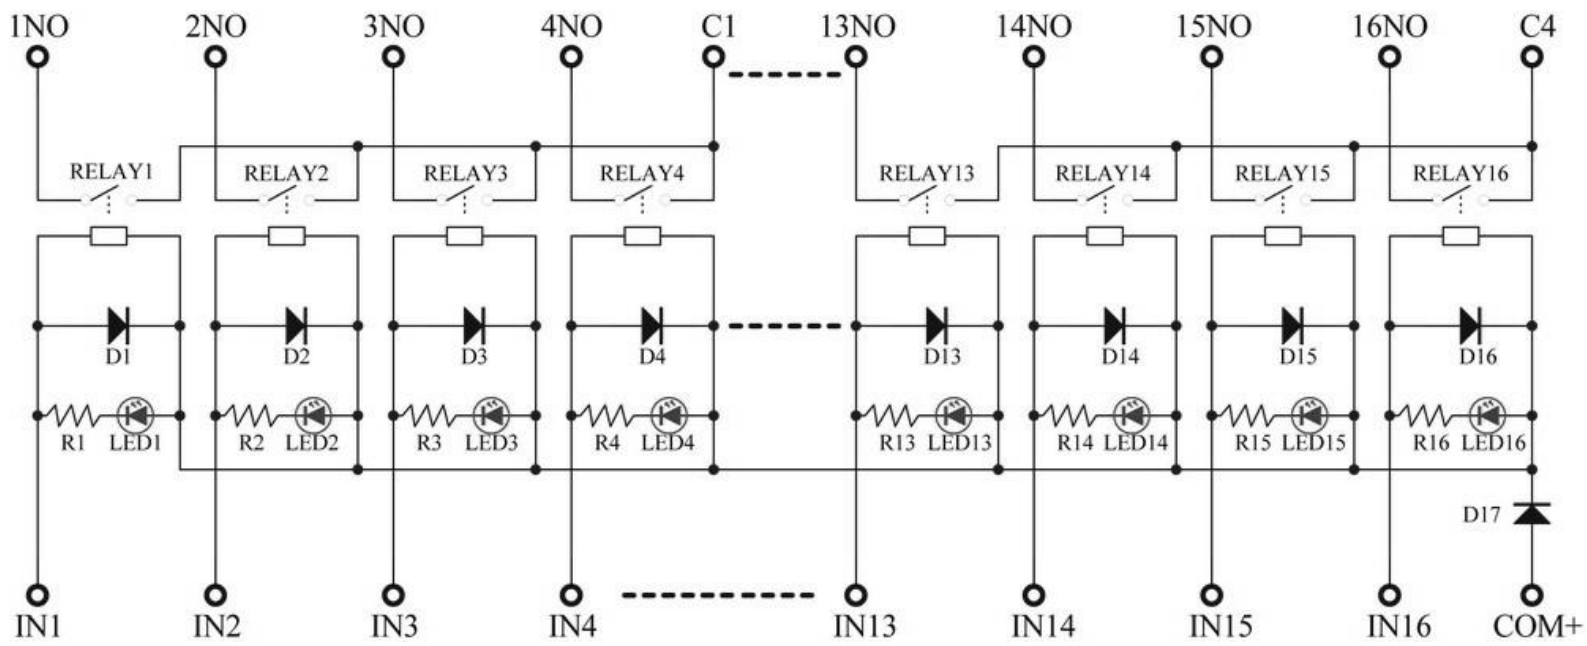 1NO 2NO 3NO 4NO C1 13NO 14NO 15NO 16NO C4
RELAY1 RELAY2 RELAY3 RELAY4 RELAY13 RELAY14 RELAY15 RELAY16
D1 D2 D3 D4 D13 D14 D15 D16
R1 LED1 R2 LED2 R3 LED3 R4 LED4 R13 LED13 R14 LED14 R15 LED15 R16 LED16
D17
IN1 IN2 IN3 IN4 IN13 IN14 IN15 IN16 COM+